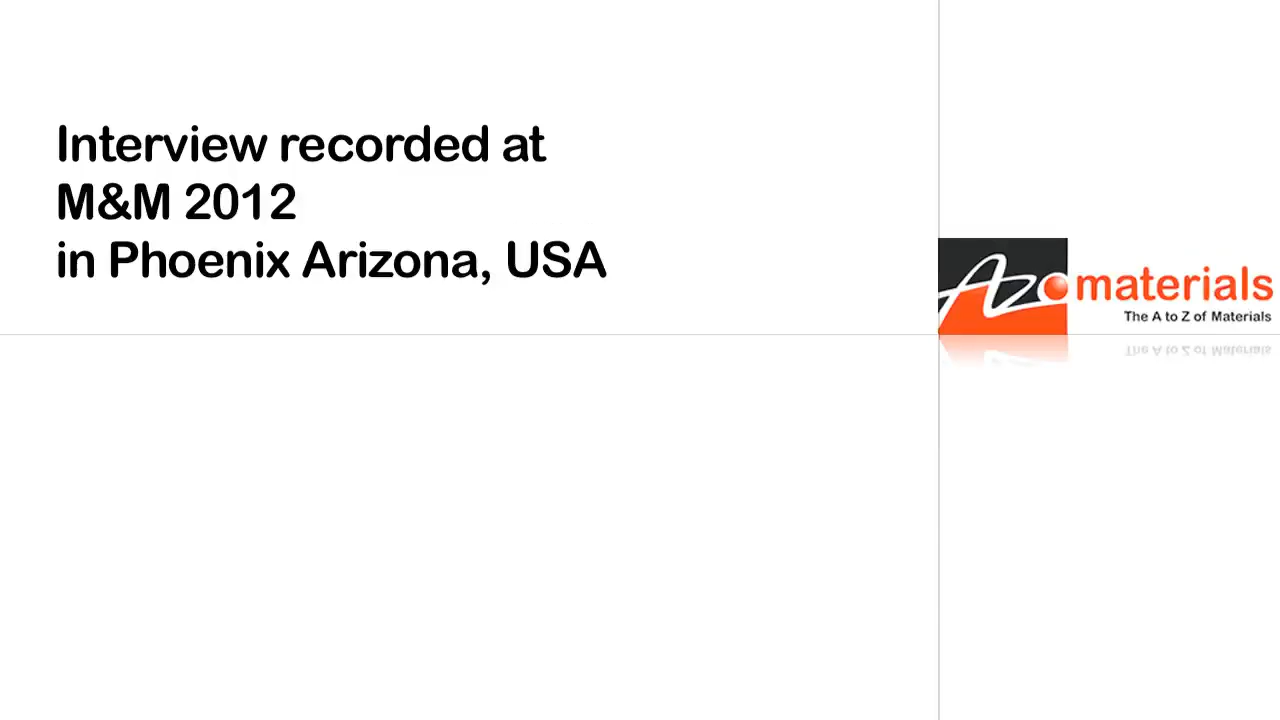 Interview recorded at
M&M 2012
in Phoenix Arizona, USA
AZo materials
The A to Z of Materials